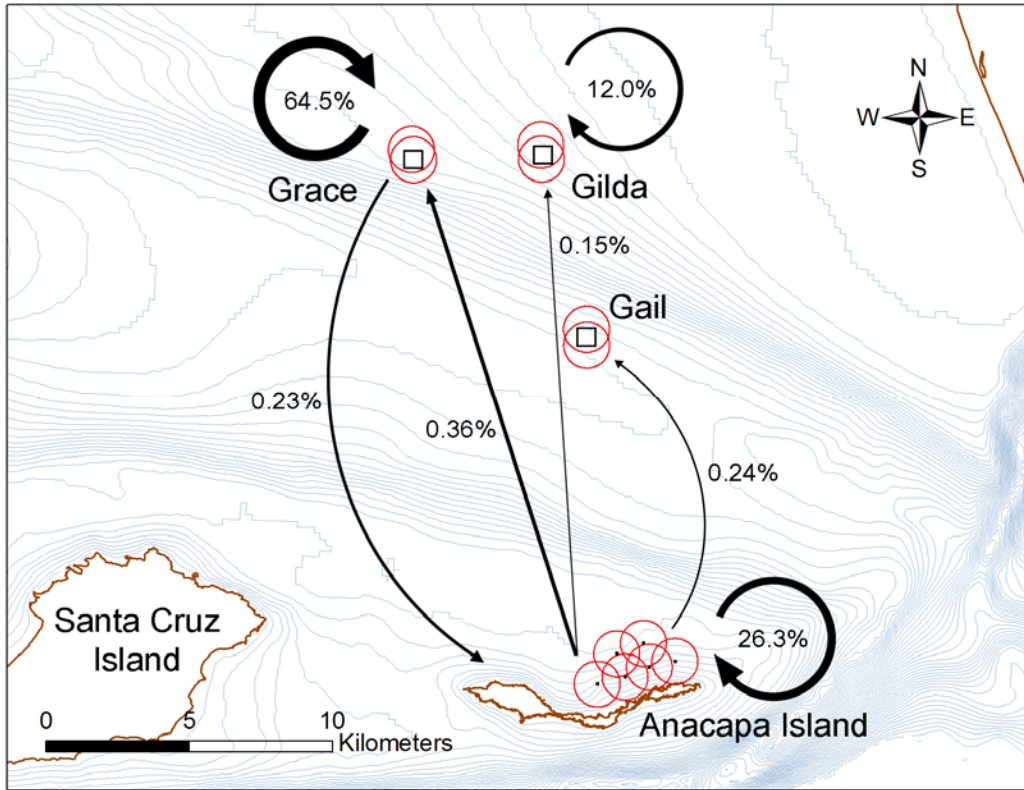 64.5%
12.0%
N
W
E
S
Grace
Gilda
0.15%
Gail
0.23%
0.36%
0.24%
Santa Cruz
Island
26.3%
Anacapa Island
0
5
10
Kilometers